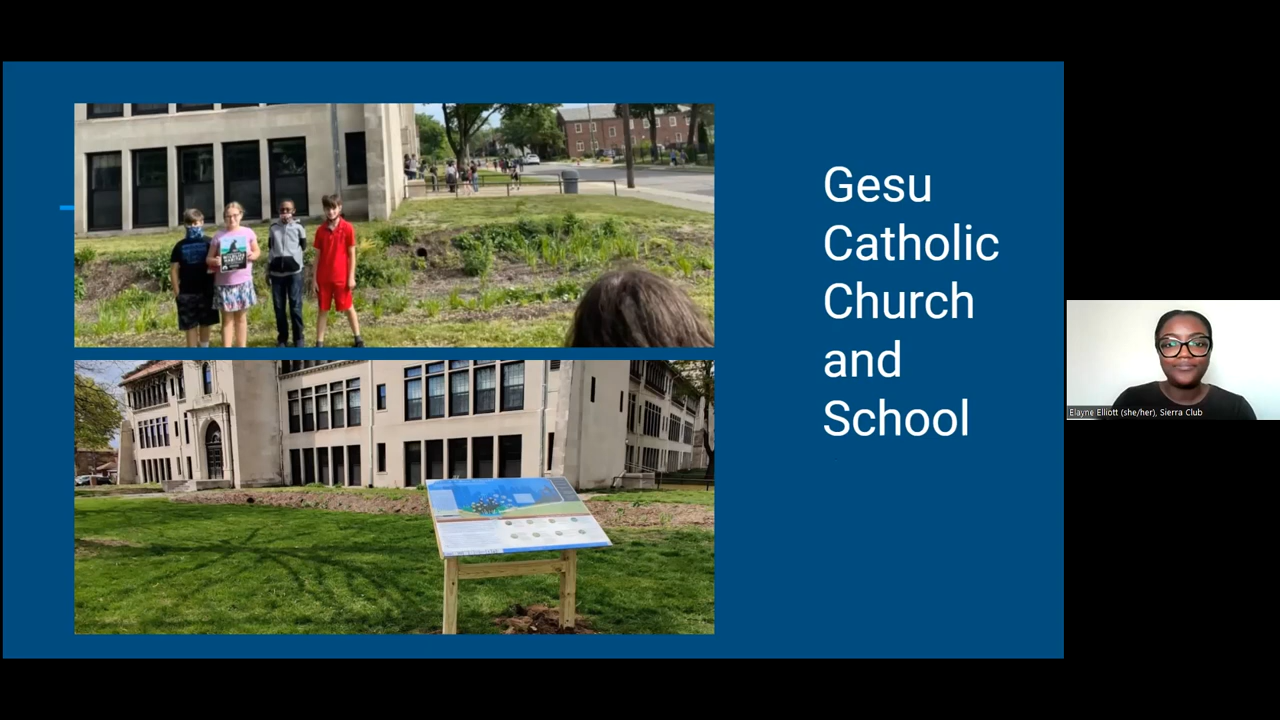 Gesu
Catholic
Church
and
School
Elayne Elliott (she/her), Sierra Club